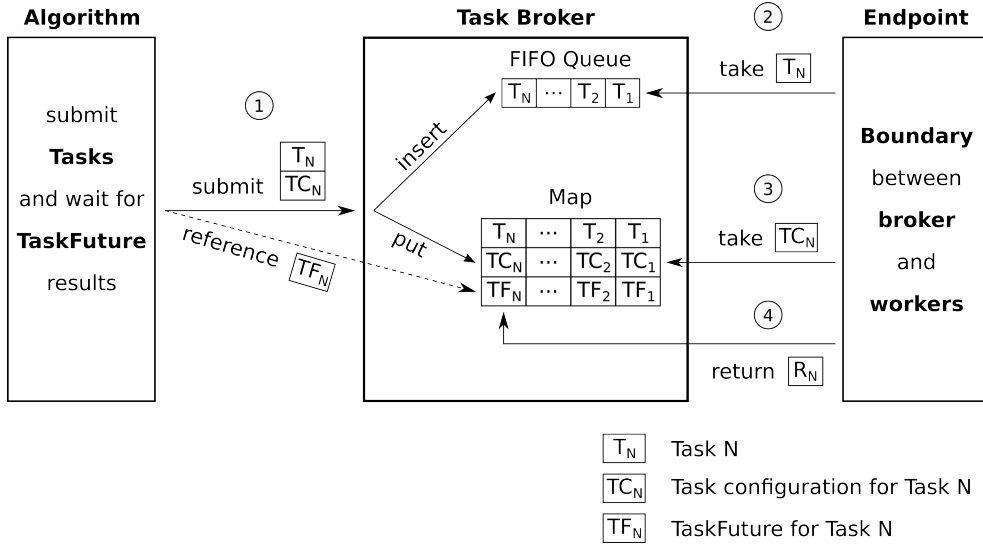 Algorithm
Task Broker
2
Endpoint
FIFO Queue
take T_N
T_N ... T_2 T_1
1
submit
Tasks
and wait for
TaskFuture
results
insert
T_N
TC_N
submit
reference TF_N
put
Map
T_N ... T_2 T_1
TC_N ... TC_2 TC_1
TF_N ... TF_2 TF_1
3
take TC_N
4
return R_N
Boundary
between
broker
and
workers
T_N Task N
TC_N Task configuration for Task N
TF_N TaskFuture for Task N